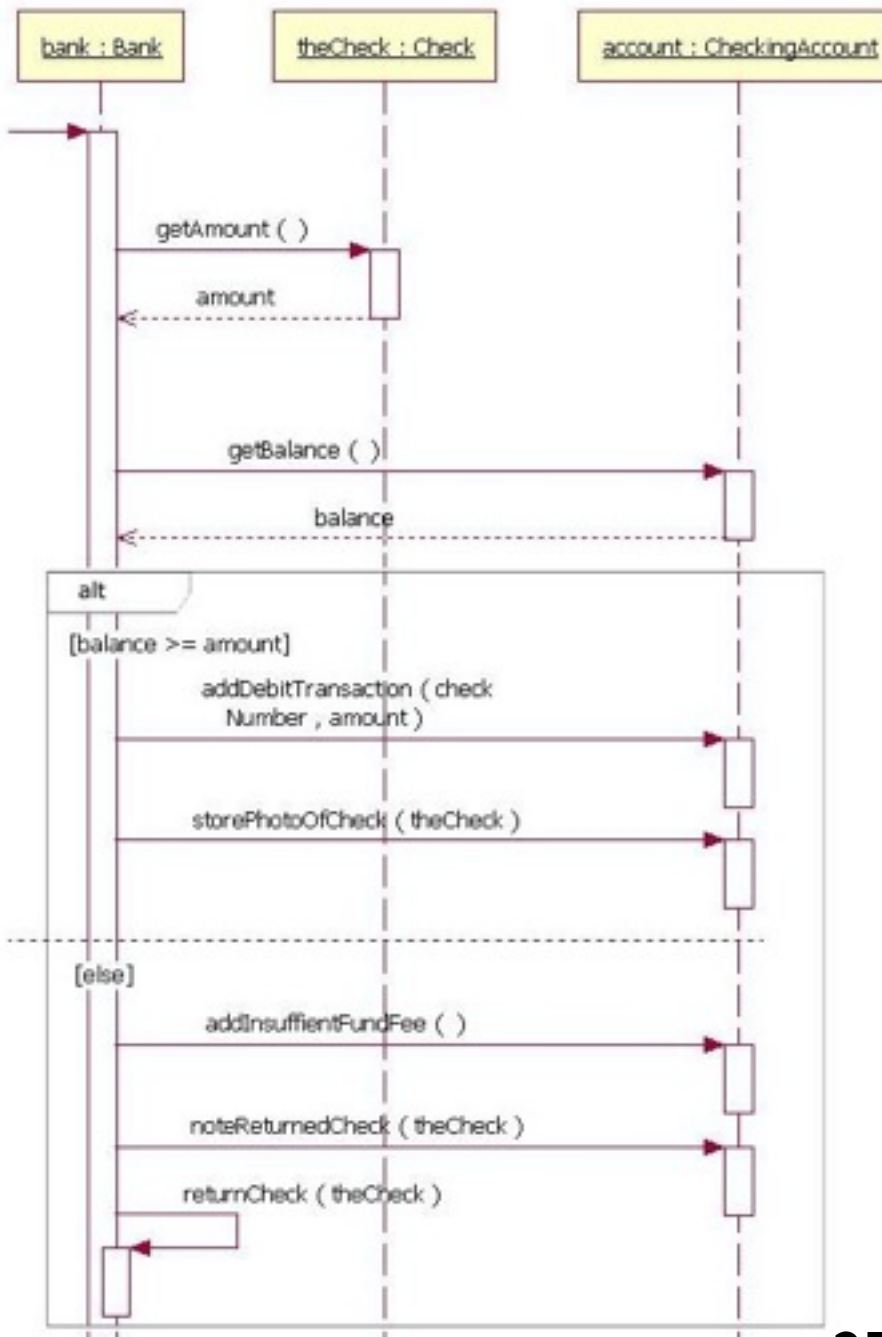 bank : Bank
theCheck : Check
account : CheckingAccount
getAmount ( )
amount
getBalance ( )
balance
alt
[balance >= amount]
addDebitTransaction ( check
Number , amount )
storePhotoOfCheck ( theCheck )
[else]
addInsuffientFundFee ( )
noteReturnedCheck ( theCheck )
returnCheck ( theCheck )